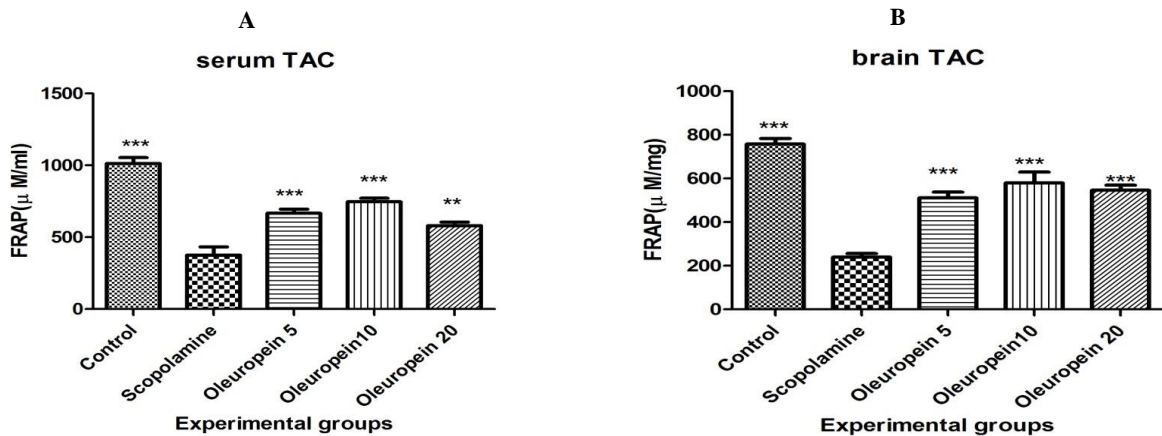 A
serum TAC
FRAP(μ M/ml)
1500
1000
500
0
***
***
***
**
Control
Scopolamine
Oleuropein 5
Oleuropein10
Oleuropein 20
Experimental groups
B
brain TAC
FRAP(μ M/mg)
1000
800
600
400
200
0
***
***
***
***
Control
Scopolamine
Oleuropein 5
Oleuropein10
Oleuropein 20
Experimental groups